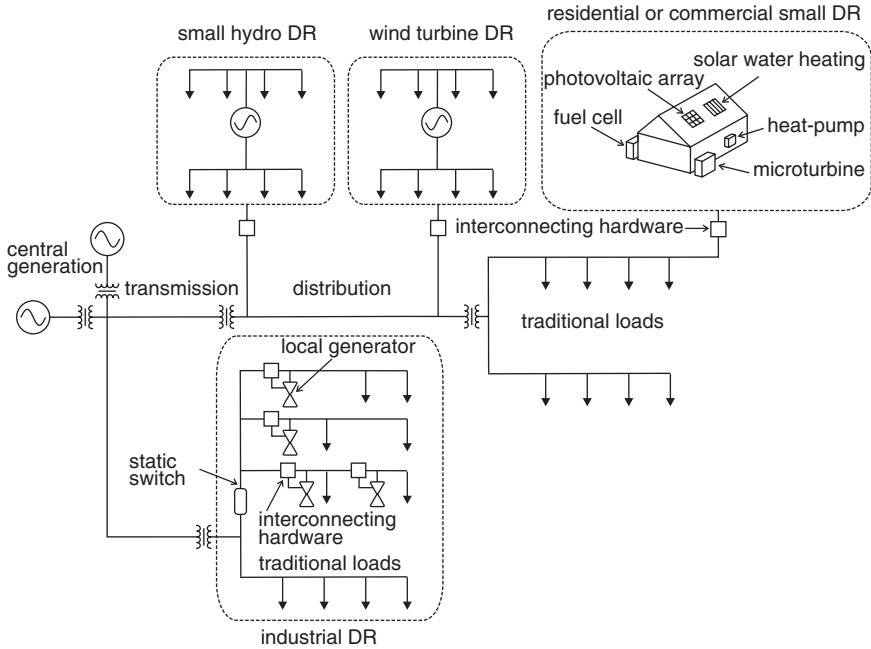 residential or commercial small DR
small hydro DR
wind turbine DR
solar water heating
photovoltaic array
fuel cell
heat-pump
microturbine
interconnecting hardware
central
generation
transmission
distribution
traditional loads
local generator
static
switch
interconnecting
hardware
traditional loads
industrial DR